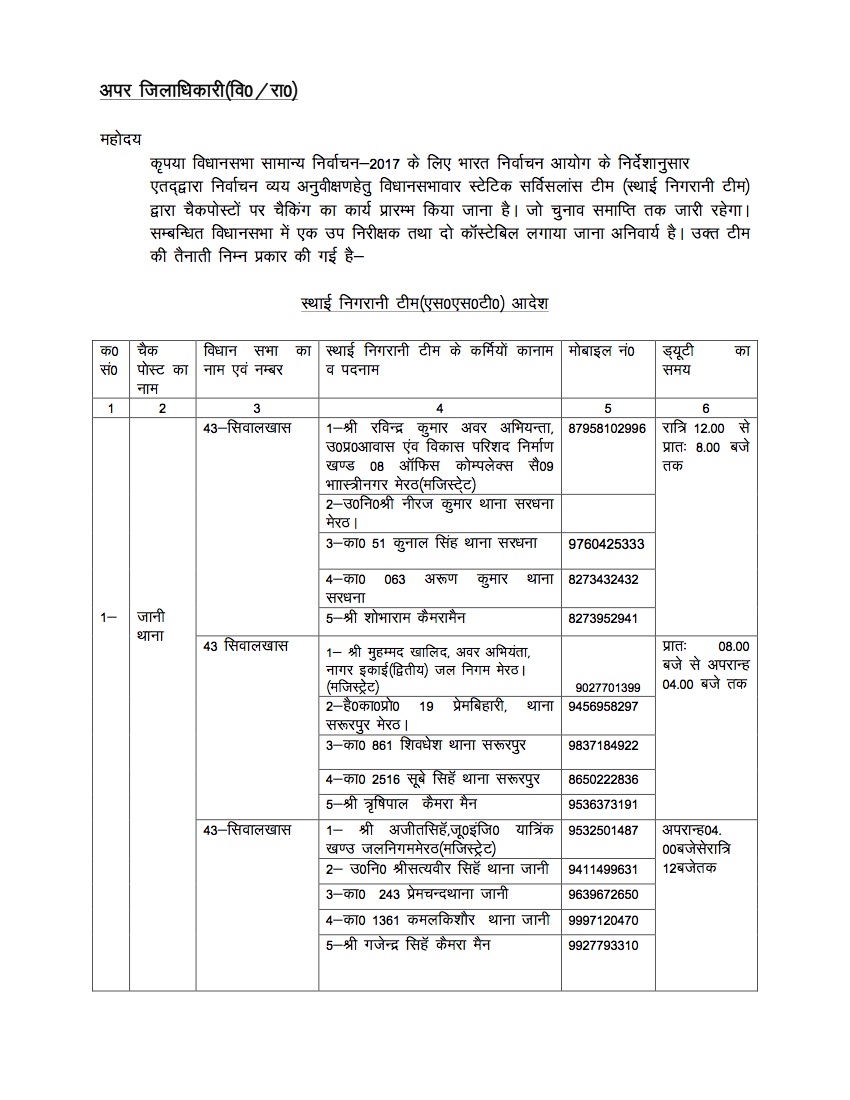 अपर जिलाधिकारी(वि0/रा0)
महोदय
कृपया विधानसभा सामान्य निर्वाचन–2017 के लिए भारत निर्वाचन आयोग के निर्देशानुसार
एतद्द्वारा निर्वाचन व्यय अनुवीक्षणहेतु विधानसभावार स्टेटिक सर्विसलांस टीम (स्थाई निगरानी टीम)
द्वारा चैकपोस्टों पर चैकिंग का कार्य प्रारम्भ किया जाना है। जो चुनाव समाप्ति तक जारी रहेगा।
सम्बन्धित विधानसभा में एक उप निरीक्षक तथा दो कॉस्टेबिल लगाया जाना अनिवार्य है। उक्त टीम
की तैनाती निम्न प्रकार की गई है–
स्थाई निगरानी टीम(एस0एस0टी0) आदेश
क0 सं0
चैक पोस्ट का नाम
विधान सभा का नाम एवं नम्बर
स्थाई निगरानी टीम के कर्मियों कानाम व पदनाम
मोबाइल नं0
ड्यूटी का समय
1 2 3 4 5 6
1–
जानी थाना
43–सिवालखास
1–श्री रविन्द्र कुमार अवर अभियन्ता,
उ0प्र0आवास एंव विकास परिशद निर्माण
खण्ड 08 ऑफिस कोम्पलेक्स सै09
भाास्त्रीनगर मेरठ(मजिस्टे्ट)
87958102996
रात्रि 12.00 से
प्रातः 8.00 बजे
तक
2–उ0नि0श्री नीरज कुमार थाना सरधना
मेरठ।
3–का0 51 कुनाल सिंह थाना सरधना 9760425333
4–का0 063 अरूण कुमार थाना 8273432432
सरधना
5–श्री शोभाराम कैमरामैन 8273952941
43 सिवालखास
1– श्री मुहम्मद खालिद, अवर अभियंता,
नागर इकाई(द्वितीय) जल निगम मेरठ।
(मजिस्ट्रेट) 9027701399
प्रातः 08.00
बजे से अपरान्ह
04.00 बजे तक
2–है0का0प्रो0 19 प्रेमबिहारी, थाना 9456958297
सरूरपुर मेरठ।
3–का0 861 शिवधेश थाना सरूरपुर 9837184922
4–का0 2516 सूबे सिहॅ थाना सरूरपुर 8650222836
5–श्री त्रृषिपाल कैमरा मैन 9536373191
43–सिवालखास
1– श्री अजीतसिहॅ,जू0इंजि0 यात्रिंक 9532501487
खण्उ जलनिगममेरठ(मजिस्ट्रेट)
अपरान्ह04.
00बजेसेरात्रि
12बजेतक
2– उ0नि0 श्रीसत्यवीर सिहॅ थाना जानी 9411499631
3–का0 243 प्रेमचन्दथाना जानी 9639672650
4–का0 1361 कमलकिशौर थाना जानी 9997120470
5–श्री गजेन्द्र सिहॅ कैमरा मैन 9927793310